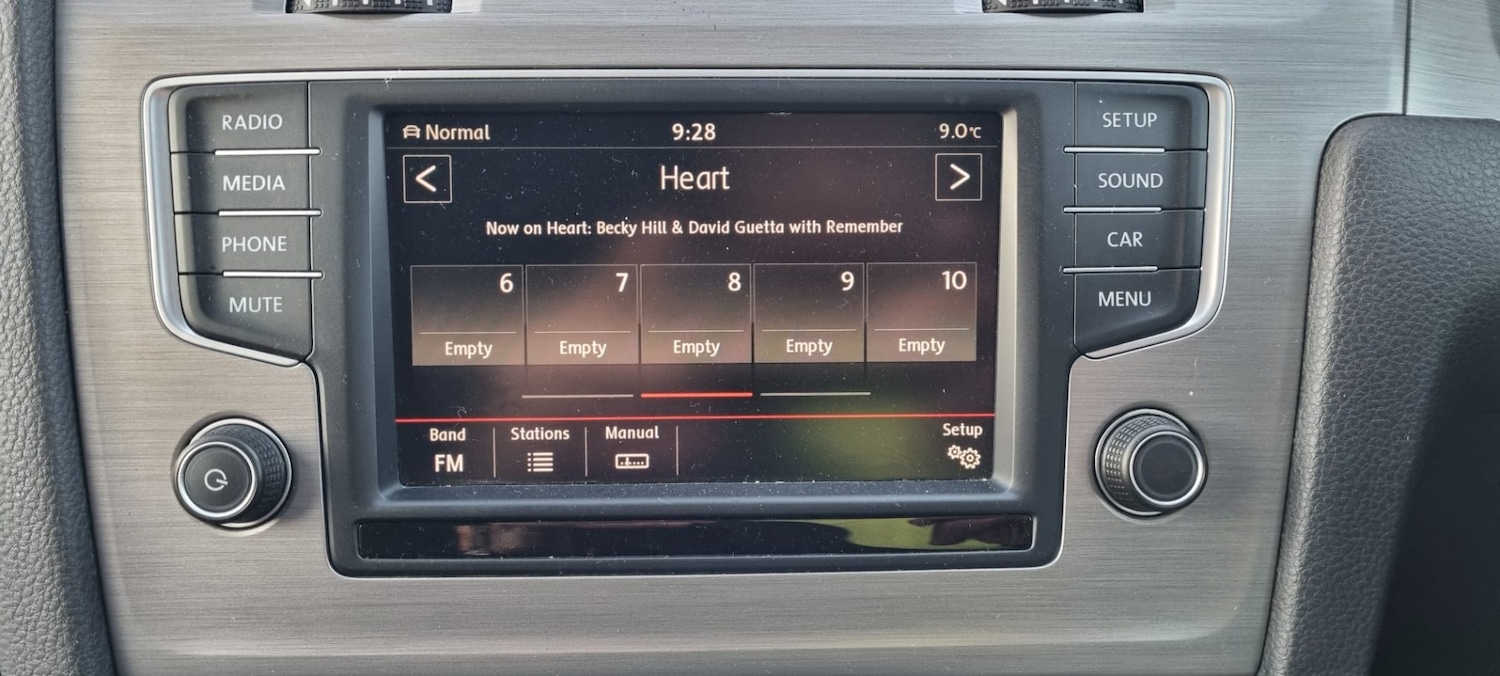 RADIO
MEDIA
PHONE
MUTE
Normal 9:28 9.0°C
< Heart >
Now on Heart: Becky Hill & David Guetta with Remember
6 7 8 9 10
Empty Empty Empty Empty Empty
Band Stations Manual Setup
FM
SETUP
SOUND
CAR
MENU